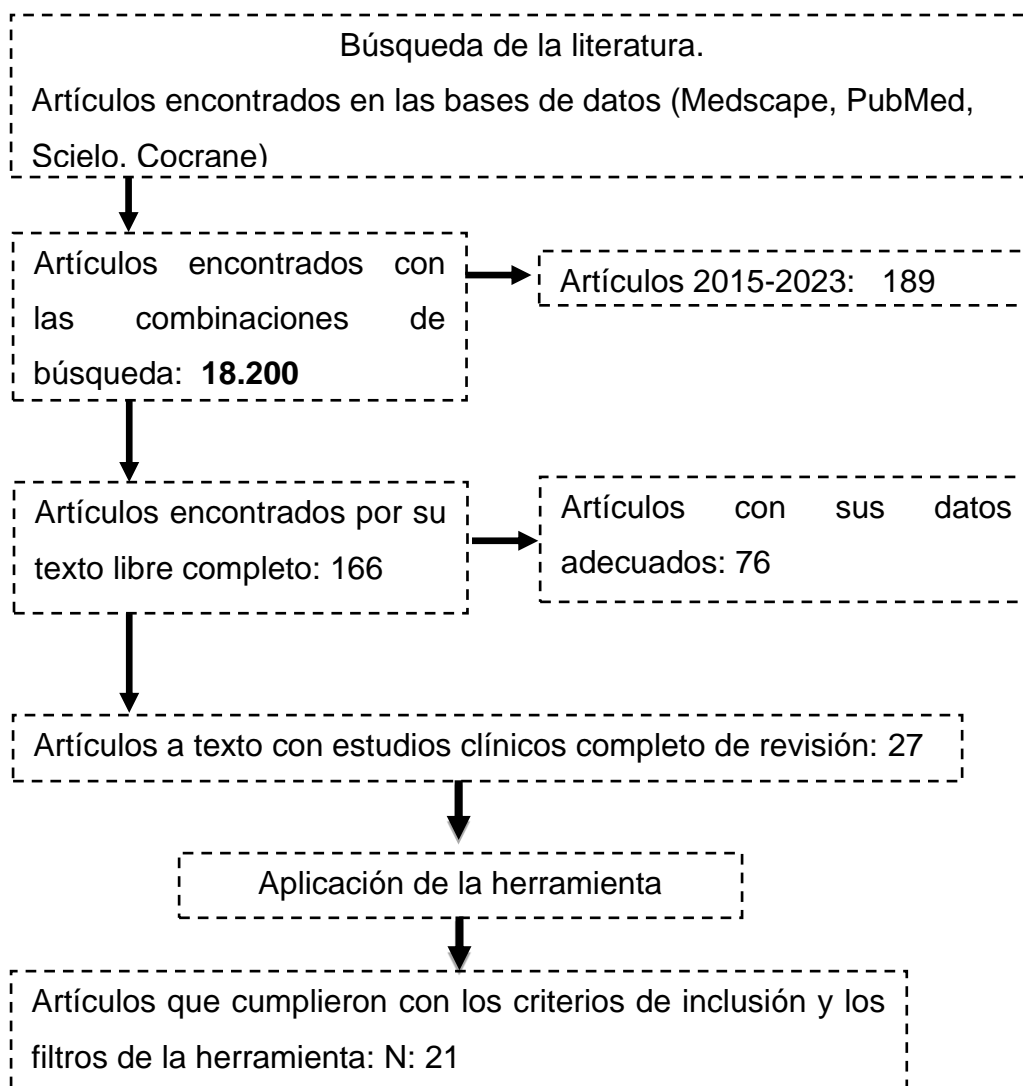 Búsqueda de la literatura.
Artículos encontrados en las bases de datos (Medscape, PubMed,
Scielo. Cocrane)
Artículos encontrados con
las combinaciones de
búsqueda: 18.200
Artículos 2015-2023: 189
Artículos encontrados por su
texto libre completo: 166
Artículos con sus datos
adecuados: 76
Artículos a texto con estudios clínicos completo de revisión: 27
Aplicación de la herramienta
Artículos que cumplieron con los criterios de inclusión y los
filtros de la herramienta: N: 21